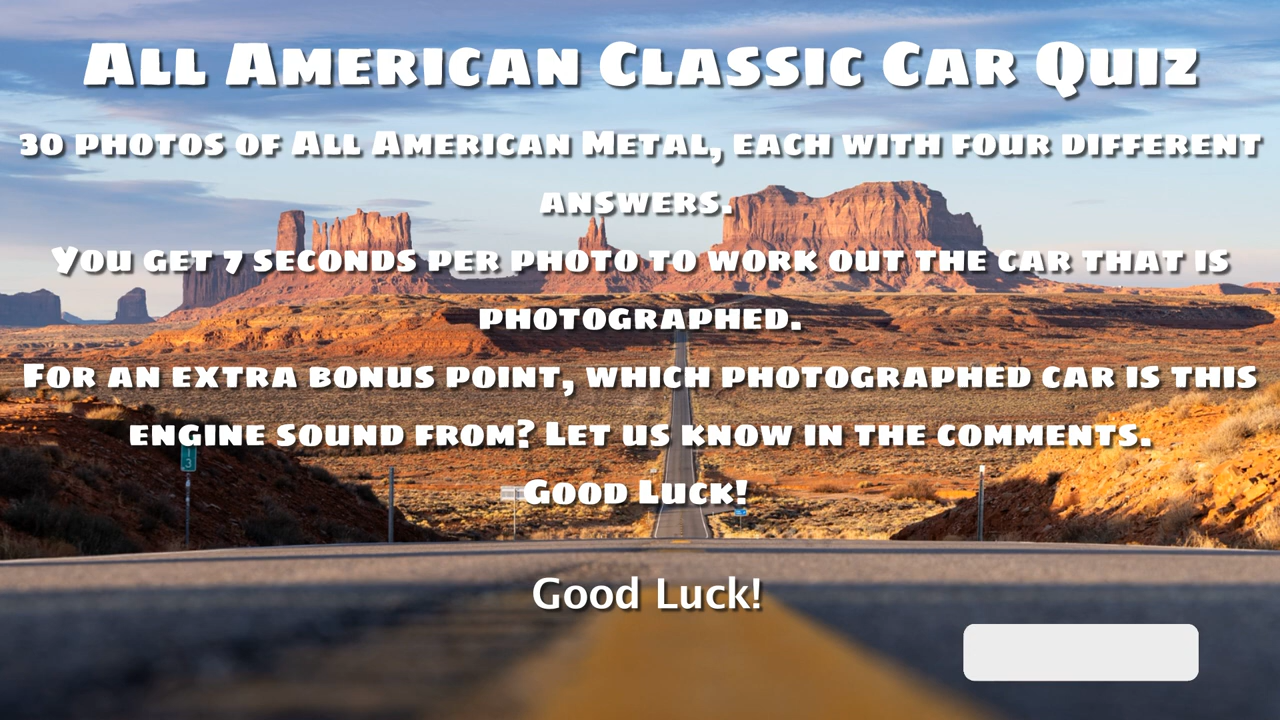 All American Classic Car Quiz
30 photos of All American Metal, each with four different
answers.
You get 7 seconds per photo to work out the car that is
photographed.
For an extra bonus point, which photographed car is this
engine sound from? Let us know in the comments.
Good Luck!
Good Luck!